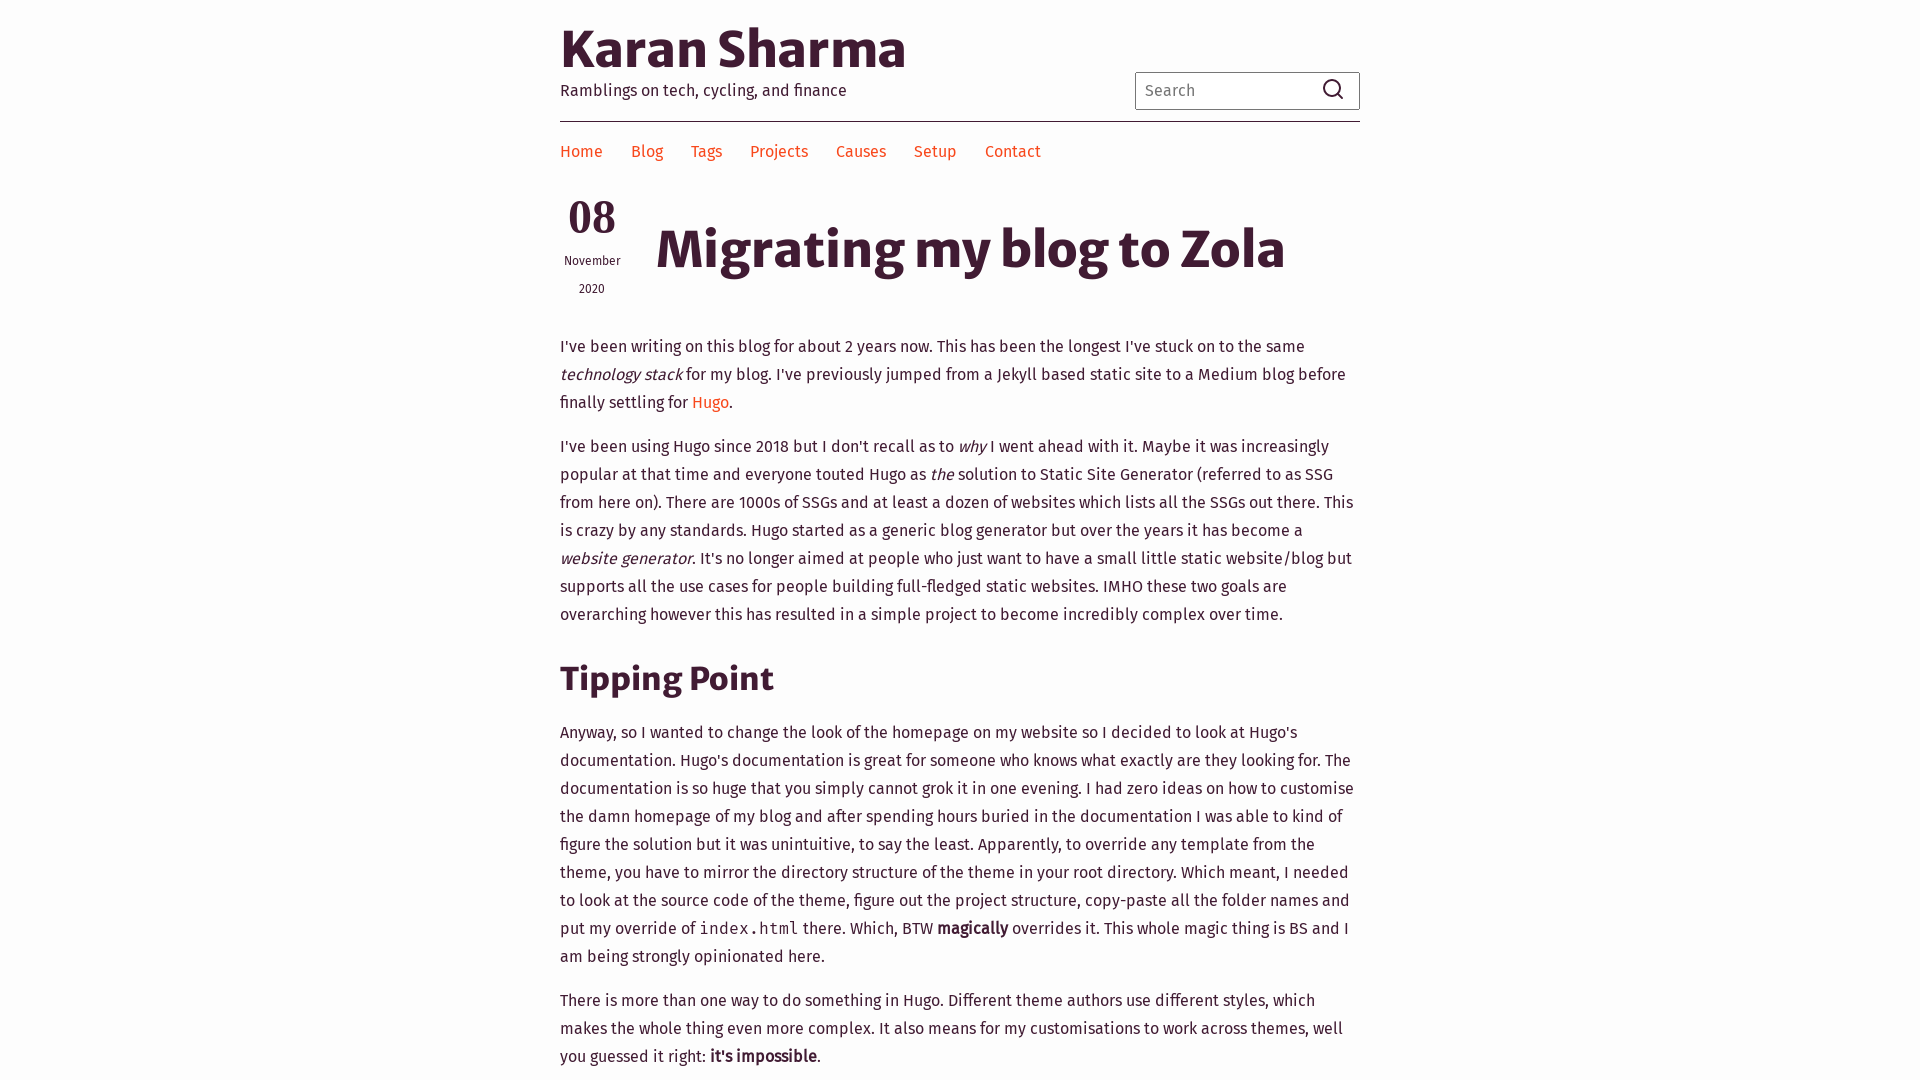 Karan Sharma
Ramblings on tech, cycling, and finance
Search
Home Blog Tags Projects Causes Setup Contact
08
November
2020
Migrating my blog to Zola
I've been writing on this blog for about 2 years now. This has been the longest I've stuck on to the same
technology stack for my blog. I've previously jumped from a Jekyll based static site to a Medium blog before
finally settling for Hugo.
I've been using Hugo since 2018 but I don't recall as to why I went ahead with it. Maybe it was increasingly
popular at that time and everyone touted Hugo as the solution to Static Site Generator (referred to as SSG
from here on). There are 1000s of SSGs and at least a dozen of websites which lists all the SSGs out there. This
is crazy by any standards. Hugo started as a generic blog generator but over the years it has become a
website generator. It's no longer aimed at people who just want to have a small little static website/blog but
supports all the use cases for people building full-fledged static websites. IMHO these two goals are
overarching however this has resulted in a simple project to become incredibly complex over time.
Tipping Point
Anyway, so I wanted to change the look of the homepage on my website so I decided to look at Hugo's
documentation. Hugo's documentation is great for someone who knows what exactly are they looking for. The
documentation is so huge that you simply cannot grok it in one evening. I had zero ideas on how to customise
the damn homepage of my blog and after spending hours buried in the documentation I was able to kind of
figure the solution but it was unintuitive, to say the least. Apparently, to override any template from the
theme, you have to mirror the directory structure of the theme in your root directory. Which meant, I needed
to look at the source code of the theme, figure out the project structure, copy-paste all the folder names and
put my override of index.html there. Which, BTW magically overrides it. This whole magic thing is BS and I
am being strongly opinionated here.
There is more than one way to do something in Hugo. Different theme authors use different styles, which
makes the whole thing even more complex. It also means for my customisations to work across themes, well
you guessed it right: it's impossible.